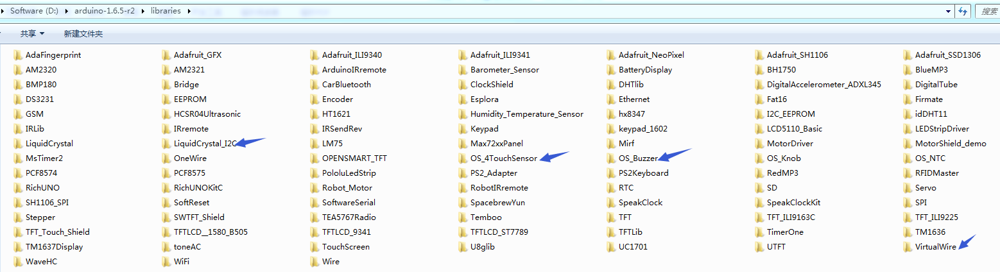 Software (D:) arduino-1.6.5-r2 libraries 搜索
共享 新建文件夹
AdaFingerprint Adafruit_GFX Adafruit_ILI9340 Adafruit_ILI9341 Adafruit_NeoPixel Adafruit_SH1106 Adafruit_SSD1306
AM2320 AM2321 ArduinoIRremote Barometer_Sensor BatteryDisplay BH1750 BlueMP3
BMP180 Bridge CarBluetooth ClockShield DHTlib DigitalAccelerometer_ADXL345 DigitalTube
DS3231 EEPROM Encoder Esplora Ethernet Fat16 Firmate
GSM HCSR04Ultrasonic HT1621 Humidity_Temperature_Sensor hx8347 I2C_EEPROM idDHT11
IRLib IRremote IRSendRev Keypad keypad_1602 LCD5110_Basic LEDStripDriver
LiquidCrystal LiquidCrystal_I2C LM75 Max72xxPanel Mirf MotorDriver MotorShield_demo
MsTimer2 OneWire OPENSMART_TFT OS_4TouchSensor OS_Buzzer OS_Knob OS_NTC
PCF8574 PCF8575 PololuLedStrip PS2_Adapter PS2Keyboard RedMP3 RFIDMaster
RichUNO RichUNOKitC Robot_Motor RobotIRremote RTC SD Servo
SH1106_SPI SoftReset SoftwareSerial SpacebrewYun SpeakClock SpeakClockKit SPI
Stepper SWTFT_Shield TEA5767Radio Temboo TFT TFT_ILI9163C TFT_ILI9225
TFT_Touch_Shield TFTLCD__1580_B505 TFTLCD_9341 TFTLCD_ST7789 TFTLib TimerOne TM1636
TM1637Display toneAC TouchScreen U8glib UC1701 UTFT VirtualWire
WaveHC WiFi Wire